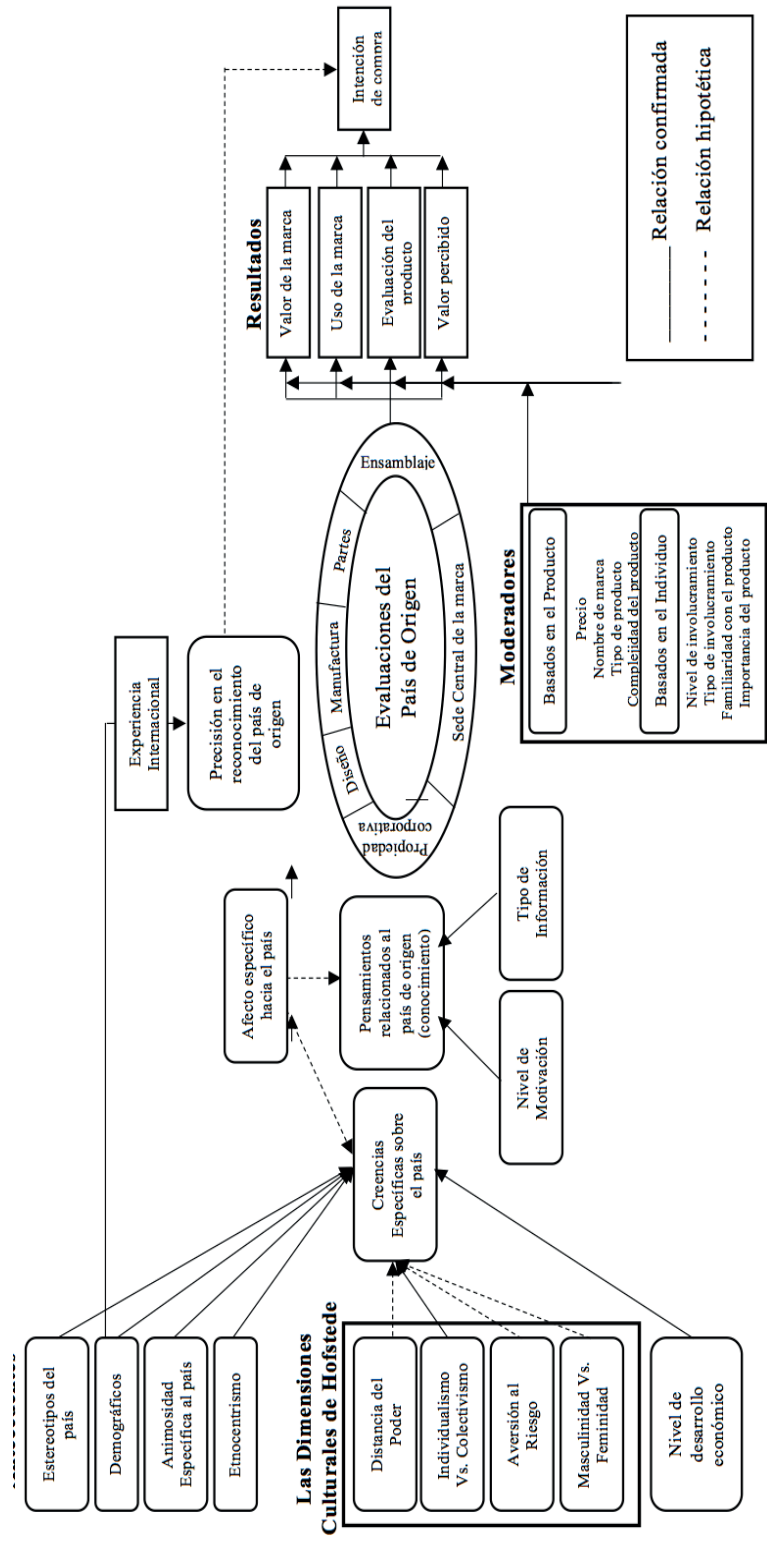 Estereotipos del
país
Demográficos
Animosidad
Específica al país
Etnocentrismo
Las Dimensiones
Culturales de Hofstede
Distancia del
Poder
Individualismo
Vs. Colectivismo
Aversión al
Riesgo
Masculinidad Vs.
Feminidad
Nivel de
desarrollo
económico
Creencias
Específicas sobre
el país
Afecto específico
hacia el país
Pensamientos
relacionados al
país de origen
(conocimiento)
Nivel de
Motivación
Tipo de
Información
Experiencia
Internacional
Precisión en el
reconocimiento
del país de
origen
Propiedad
corporativa
Diseño
Manufactura
Partes
Ensamblaje
Sede Central de la marca
Evaluaciones del
País de Origen
Moderadores
Basados en el Producto
Precio
Nombre de marca
Tipo de producto
Complejidad del producto
Basados en el Individuo
Nivel de involucramiento
Tipo de involucramiento
Familiaridad con el producto
Importancia del producto
Resultados
Valor de la marca
Uso de la marca
Evaluación del
producto
Valor percibido
Intención
de compra
Relación confirmada
Relación hipotética